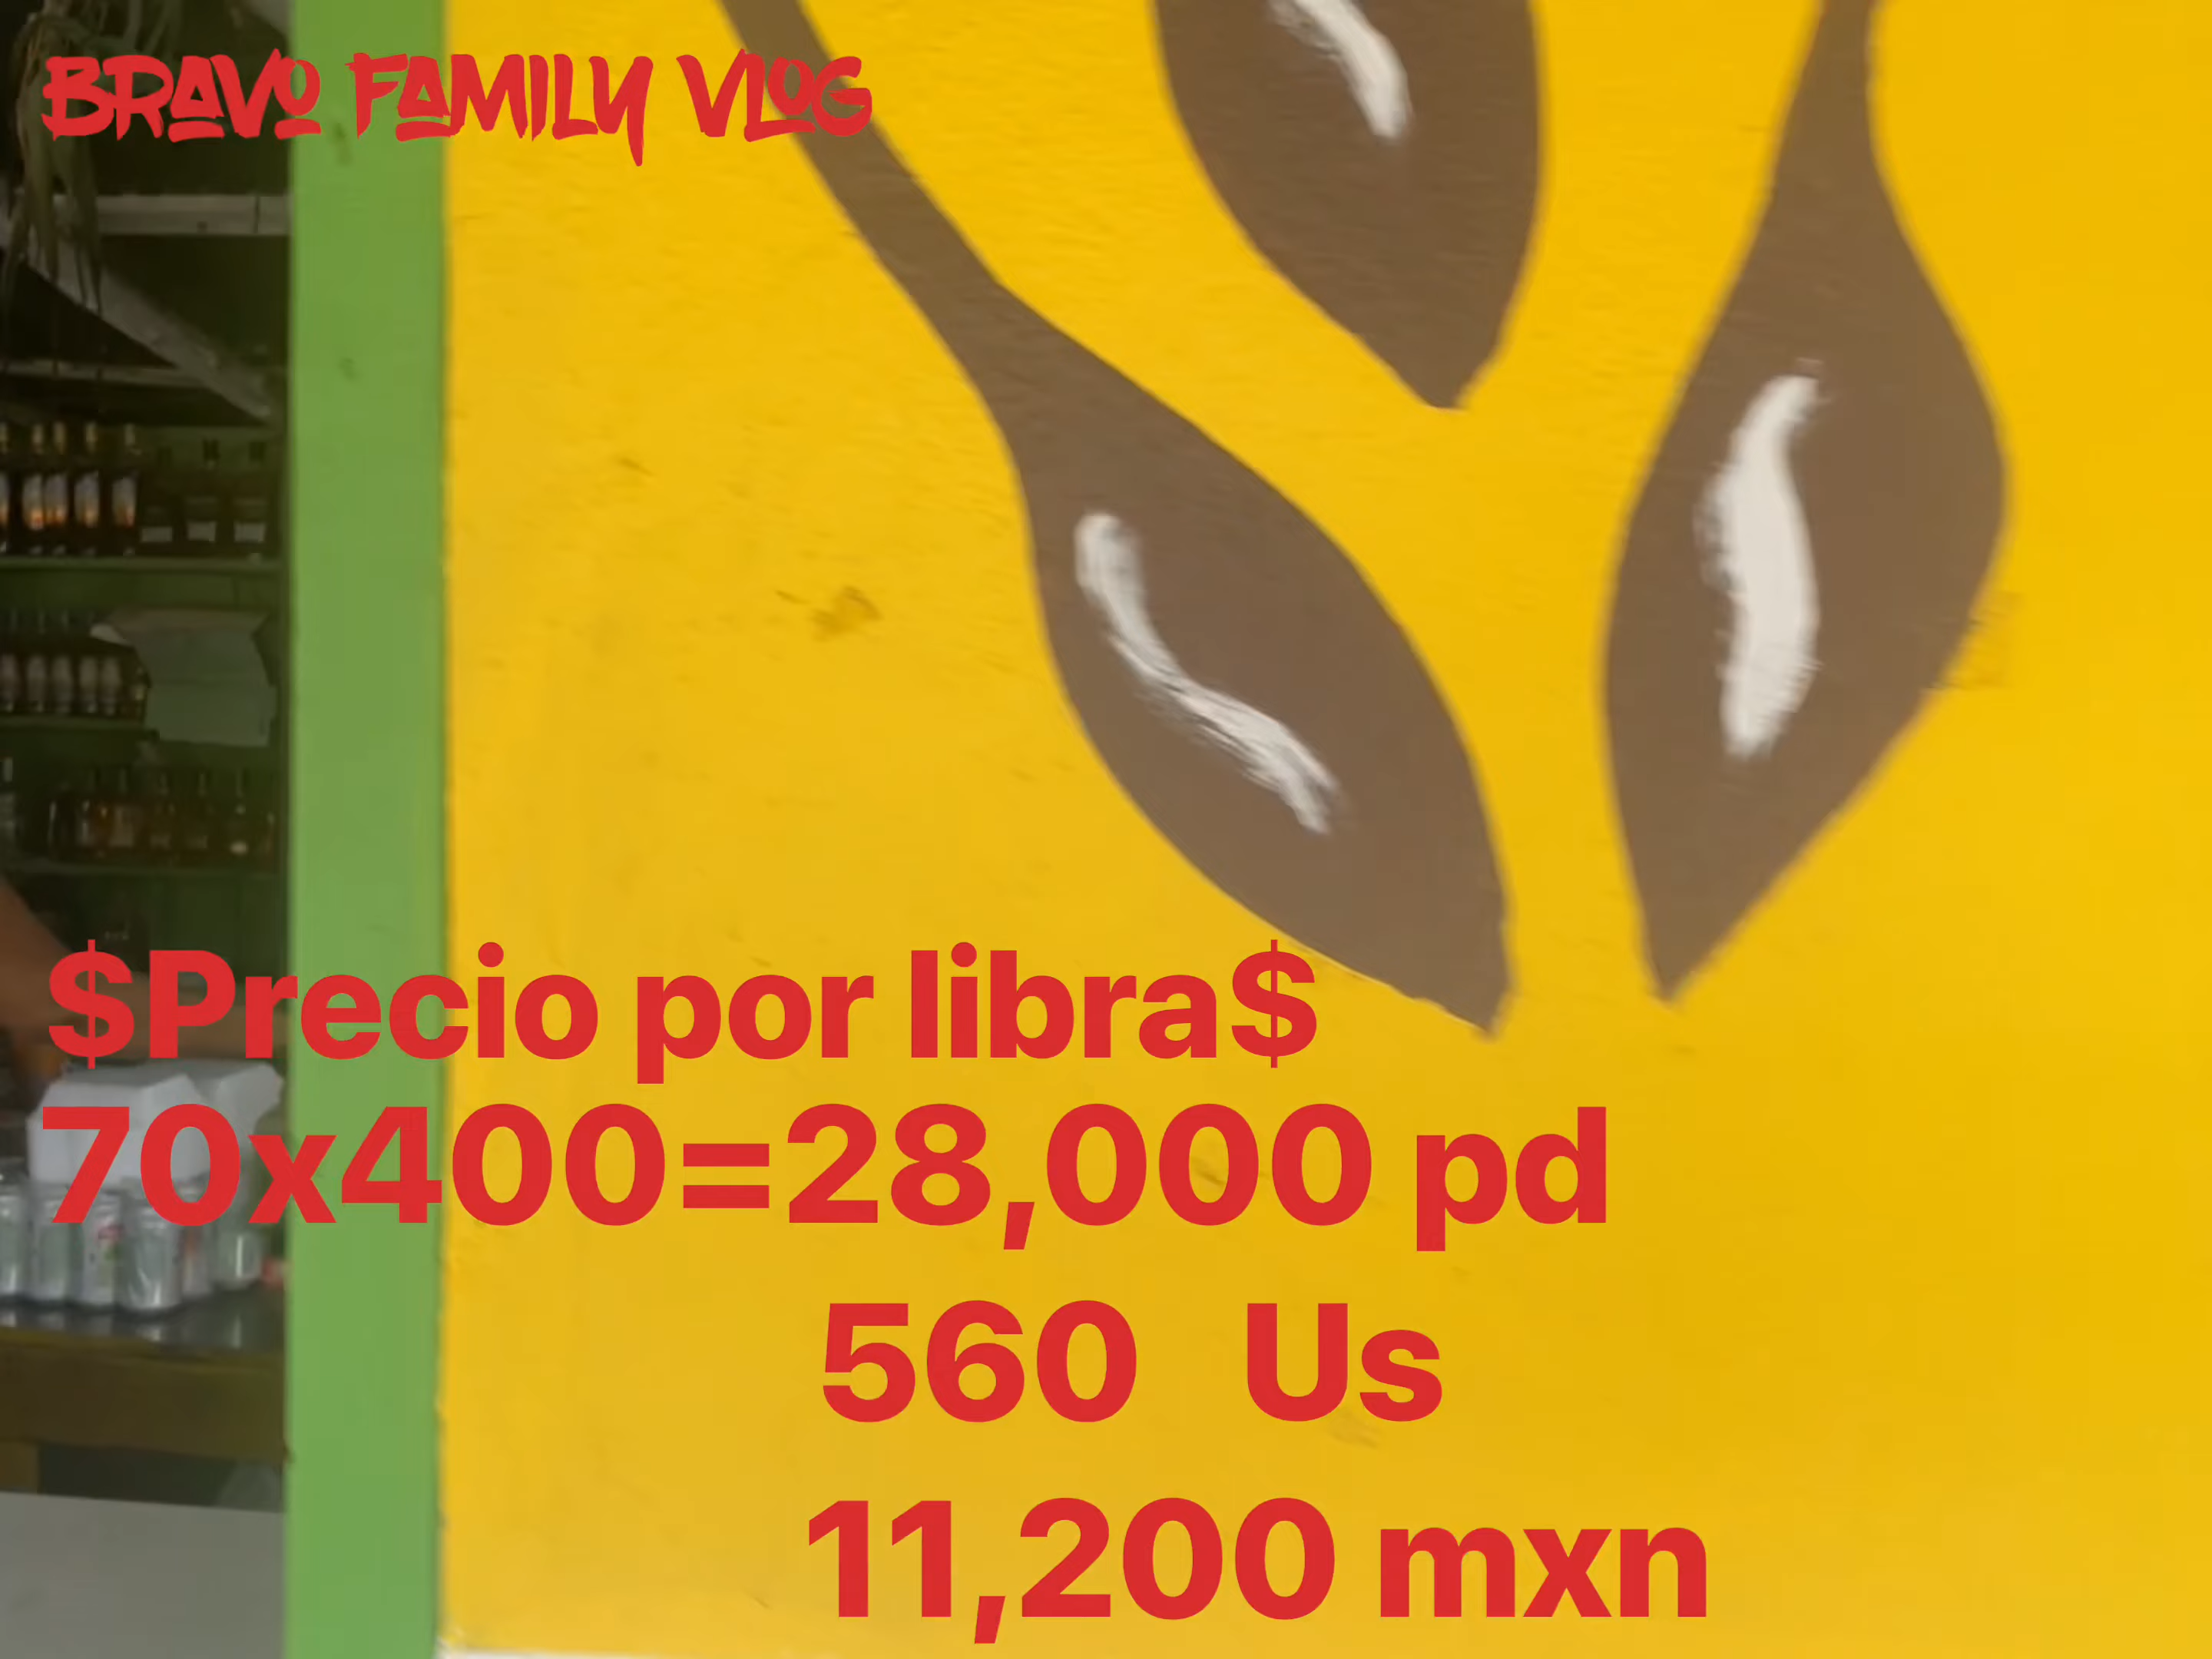 BRAVO FAMILY VLOG
$Precio por libra$
70x400=28,000 pd
560 Us
11,200 mxn